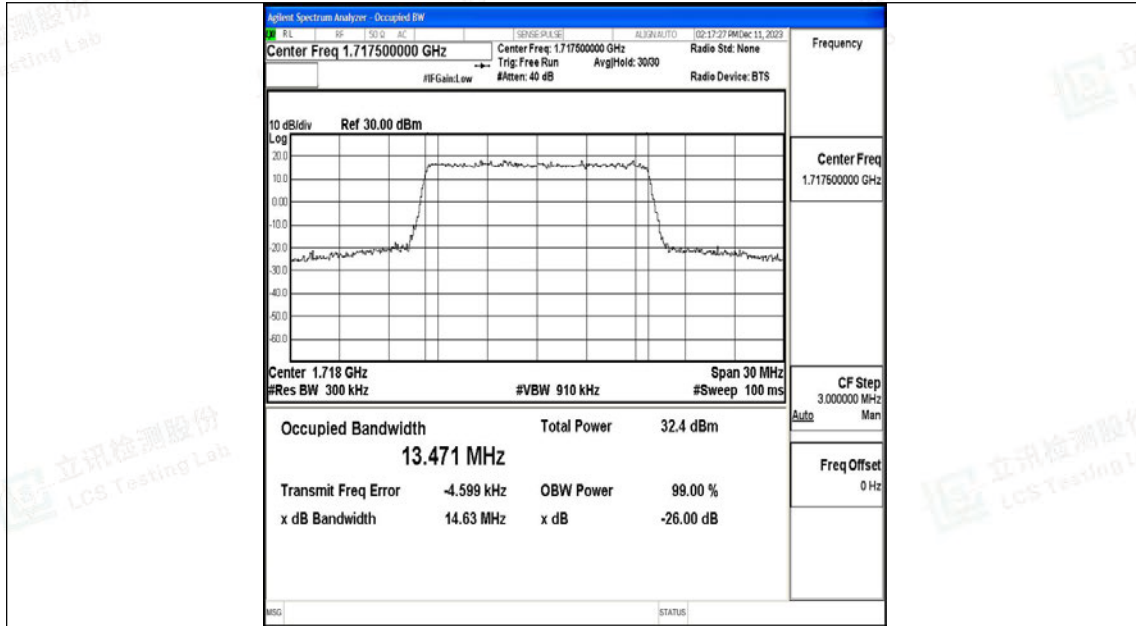 Agilent Spectrum Analyzer - Occupied BW
RL RF 50 Ω AC SENSE:PULSE ALIGN AUTO 02:17:27 PM Dec 11, 2023
Center Freq 1.717500000 GHz
Center Freq: 1.717500000 GHz
Radio Std: None
Trig: Free Run Avg|Hold: 30/30
#IFGain:Low
#Atten: 40 dB
Radio Device: BTS
Frequency
10 dB/div Ref 30.00 dBm
Log
20.0
10.0
0.00
-10.0
-20.0
-30.0
-40.0
-50.0
-60.0
Center Freq
1.717500000 GHz
Center 1.718 GHz Span 30 MHz
#Res BW 300 kHz #VBW 910 kHz #Sweep 100 ms
CF Step
3.000000 MHz
Auto Man
Occupied Bandwidth Total Power 32.4 dBm
13.471 MHz
Transmit Freq Error -4.599 kHz OBW Power 99.00 %
x dB Bandwidth 14.63 MHz x dB -26.00 dB
Freq Offset
0 Hz
MSG STATUS
立讯检测股份
LCS Testing Lab